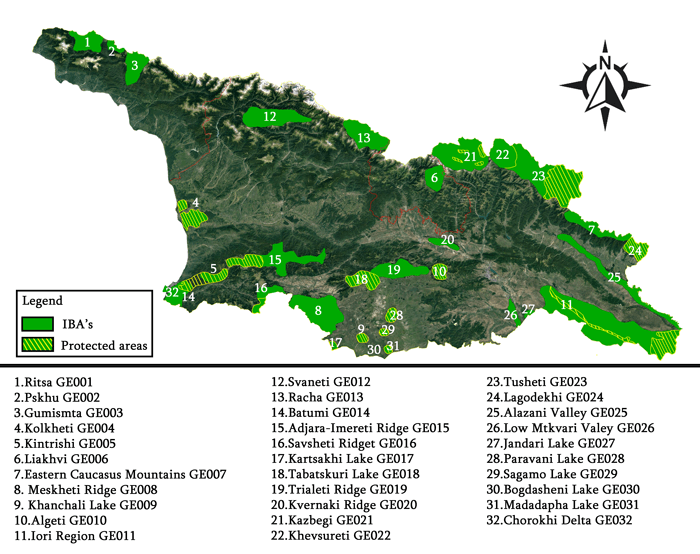 N
1
2
3
12
13
21
22
6
23
4
7
20
24
15
5
19
10
18
25
32
14
16
8
11
28
26
27
9
29
17
30
31
Legend
IBA's
Protected areas
1.Ritsa GE001
2.Pskhu GE002
3.Gumismta GE003
4.Kolkheti GE004
5.Kintrishi GE005
6.Liakhvi GE006
7.Eastern Caucasus Mountains GE007
8. Meskheti Ridge GE008
9. Khanchali Lake GE009
10.Algeti GE010
11.Iori Region GE011
12.Svaneti GE012
13.Racha GE013
14.Batumi GE014
15.Adjara-Imereti Ridge GE015
16.Savsheti Ridget GE016
17.Kartsakhi Lake GE017
18.Tabatskuri Lake GE018
19.Trialeti Ridge GE019
20.Kvernaki Ridge GE020
21.Kazbegi GE021
22.Khevsureti GE022
23.Tusheti GE023
24.Lagodekhi GE024
25.Alazani Valley GE025
26.Low Mtkvari Valey GE026
27.Jandari Lake GE027
28.Paravani Lake GE028
29.Sagamo Lake GE029
30.Bogdasheni Lake GE030
31.Madadapha Lake GE031
32.Chorokhi Delta GE032